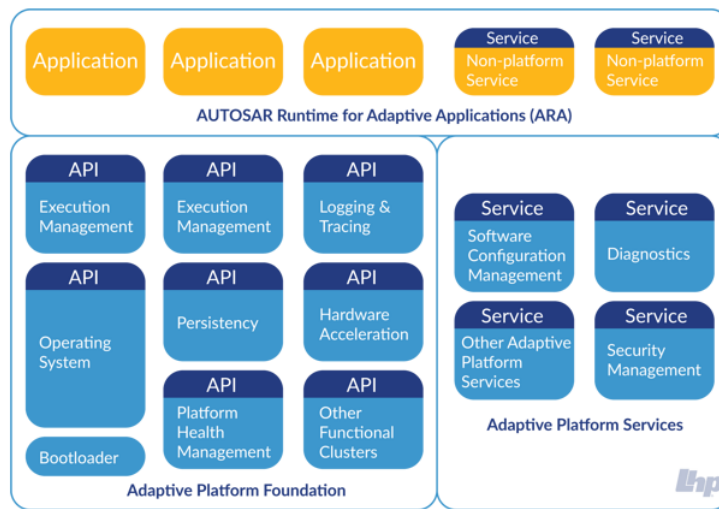 Application
Application
Application
Service
Non-platform
Service
Service
Non-platform
Service
AUTOSAR Runtime for Adaptive Applications (ARA)
API
Execution
Management
API
Execution
Management
API
Logging &
Tracing
API
Operating
System
API
Persistency
API
Hardware
Acceleration
API
Platform
Health
Management
API
Other
Functional
Clusters
Bootloader
Adaptive Platform Foundation
Service
Software
Configuration
Management
Service
Diagnostics
Service
Other Adaptive
Platform
Services
Service
Security
Management
Adaptive Platform Services
lhp